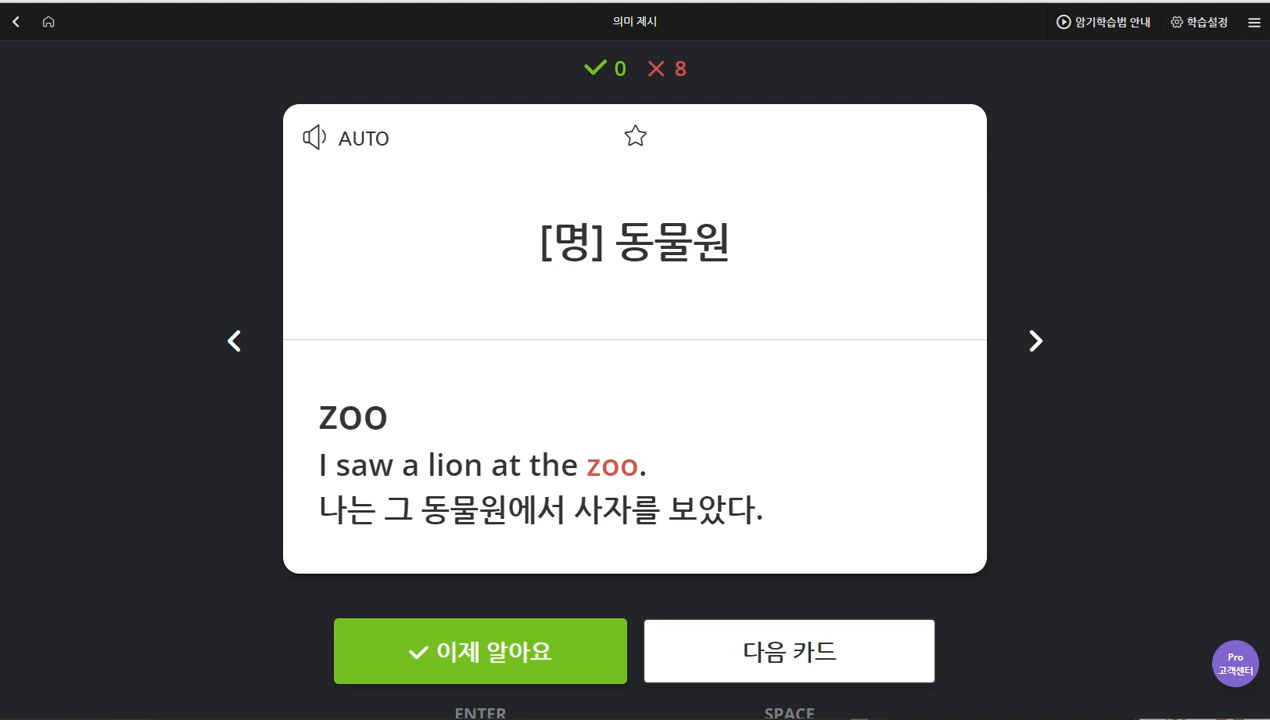 의미 제시
암기학습법 안내
학습설정
0
8
AUTO
[명] 동물원
zoo
I saw a lion at the zoo.
나는 그 동물원에서 사자를 보았다.
이제 알아요
다음 카드
ENTER
SPACE
Pro
고객센터